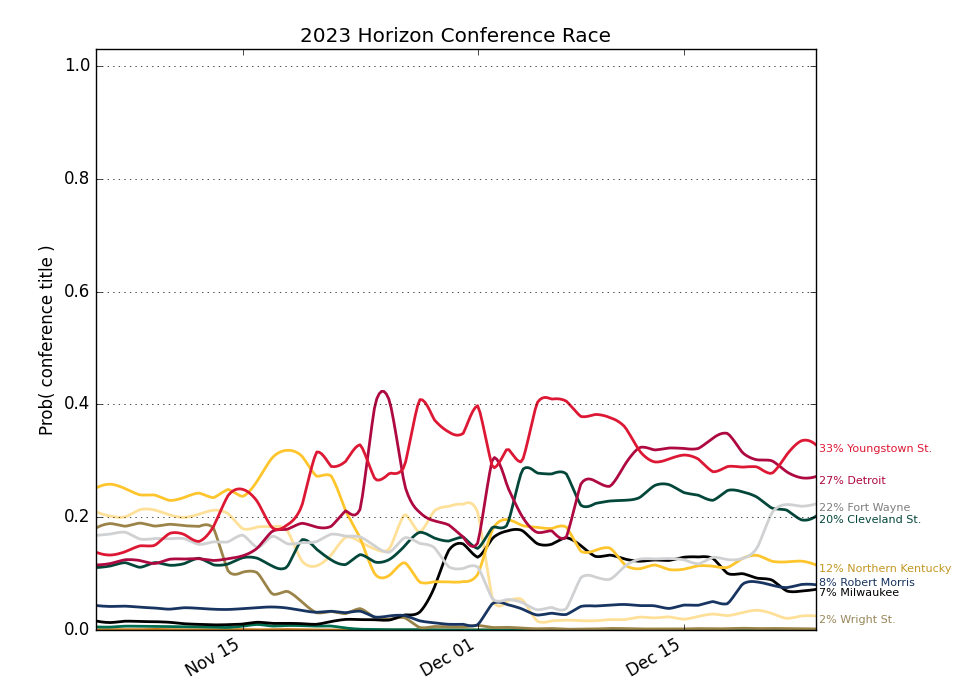 2023 Horizon Conference Race
Prob( conference title )
1.0
0.8
0.6
0.4
0.2
0.0
Nov 15
Dec 01
Dec 15
33% Youngstown St.
27% Detroit
22% Fort Wayne
20% Cleveland St.
12% Northern Kentucky
8% Robert Morris
7% Milwaukee
2% Wright St.